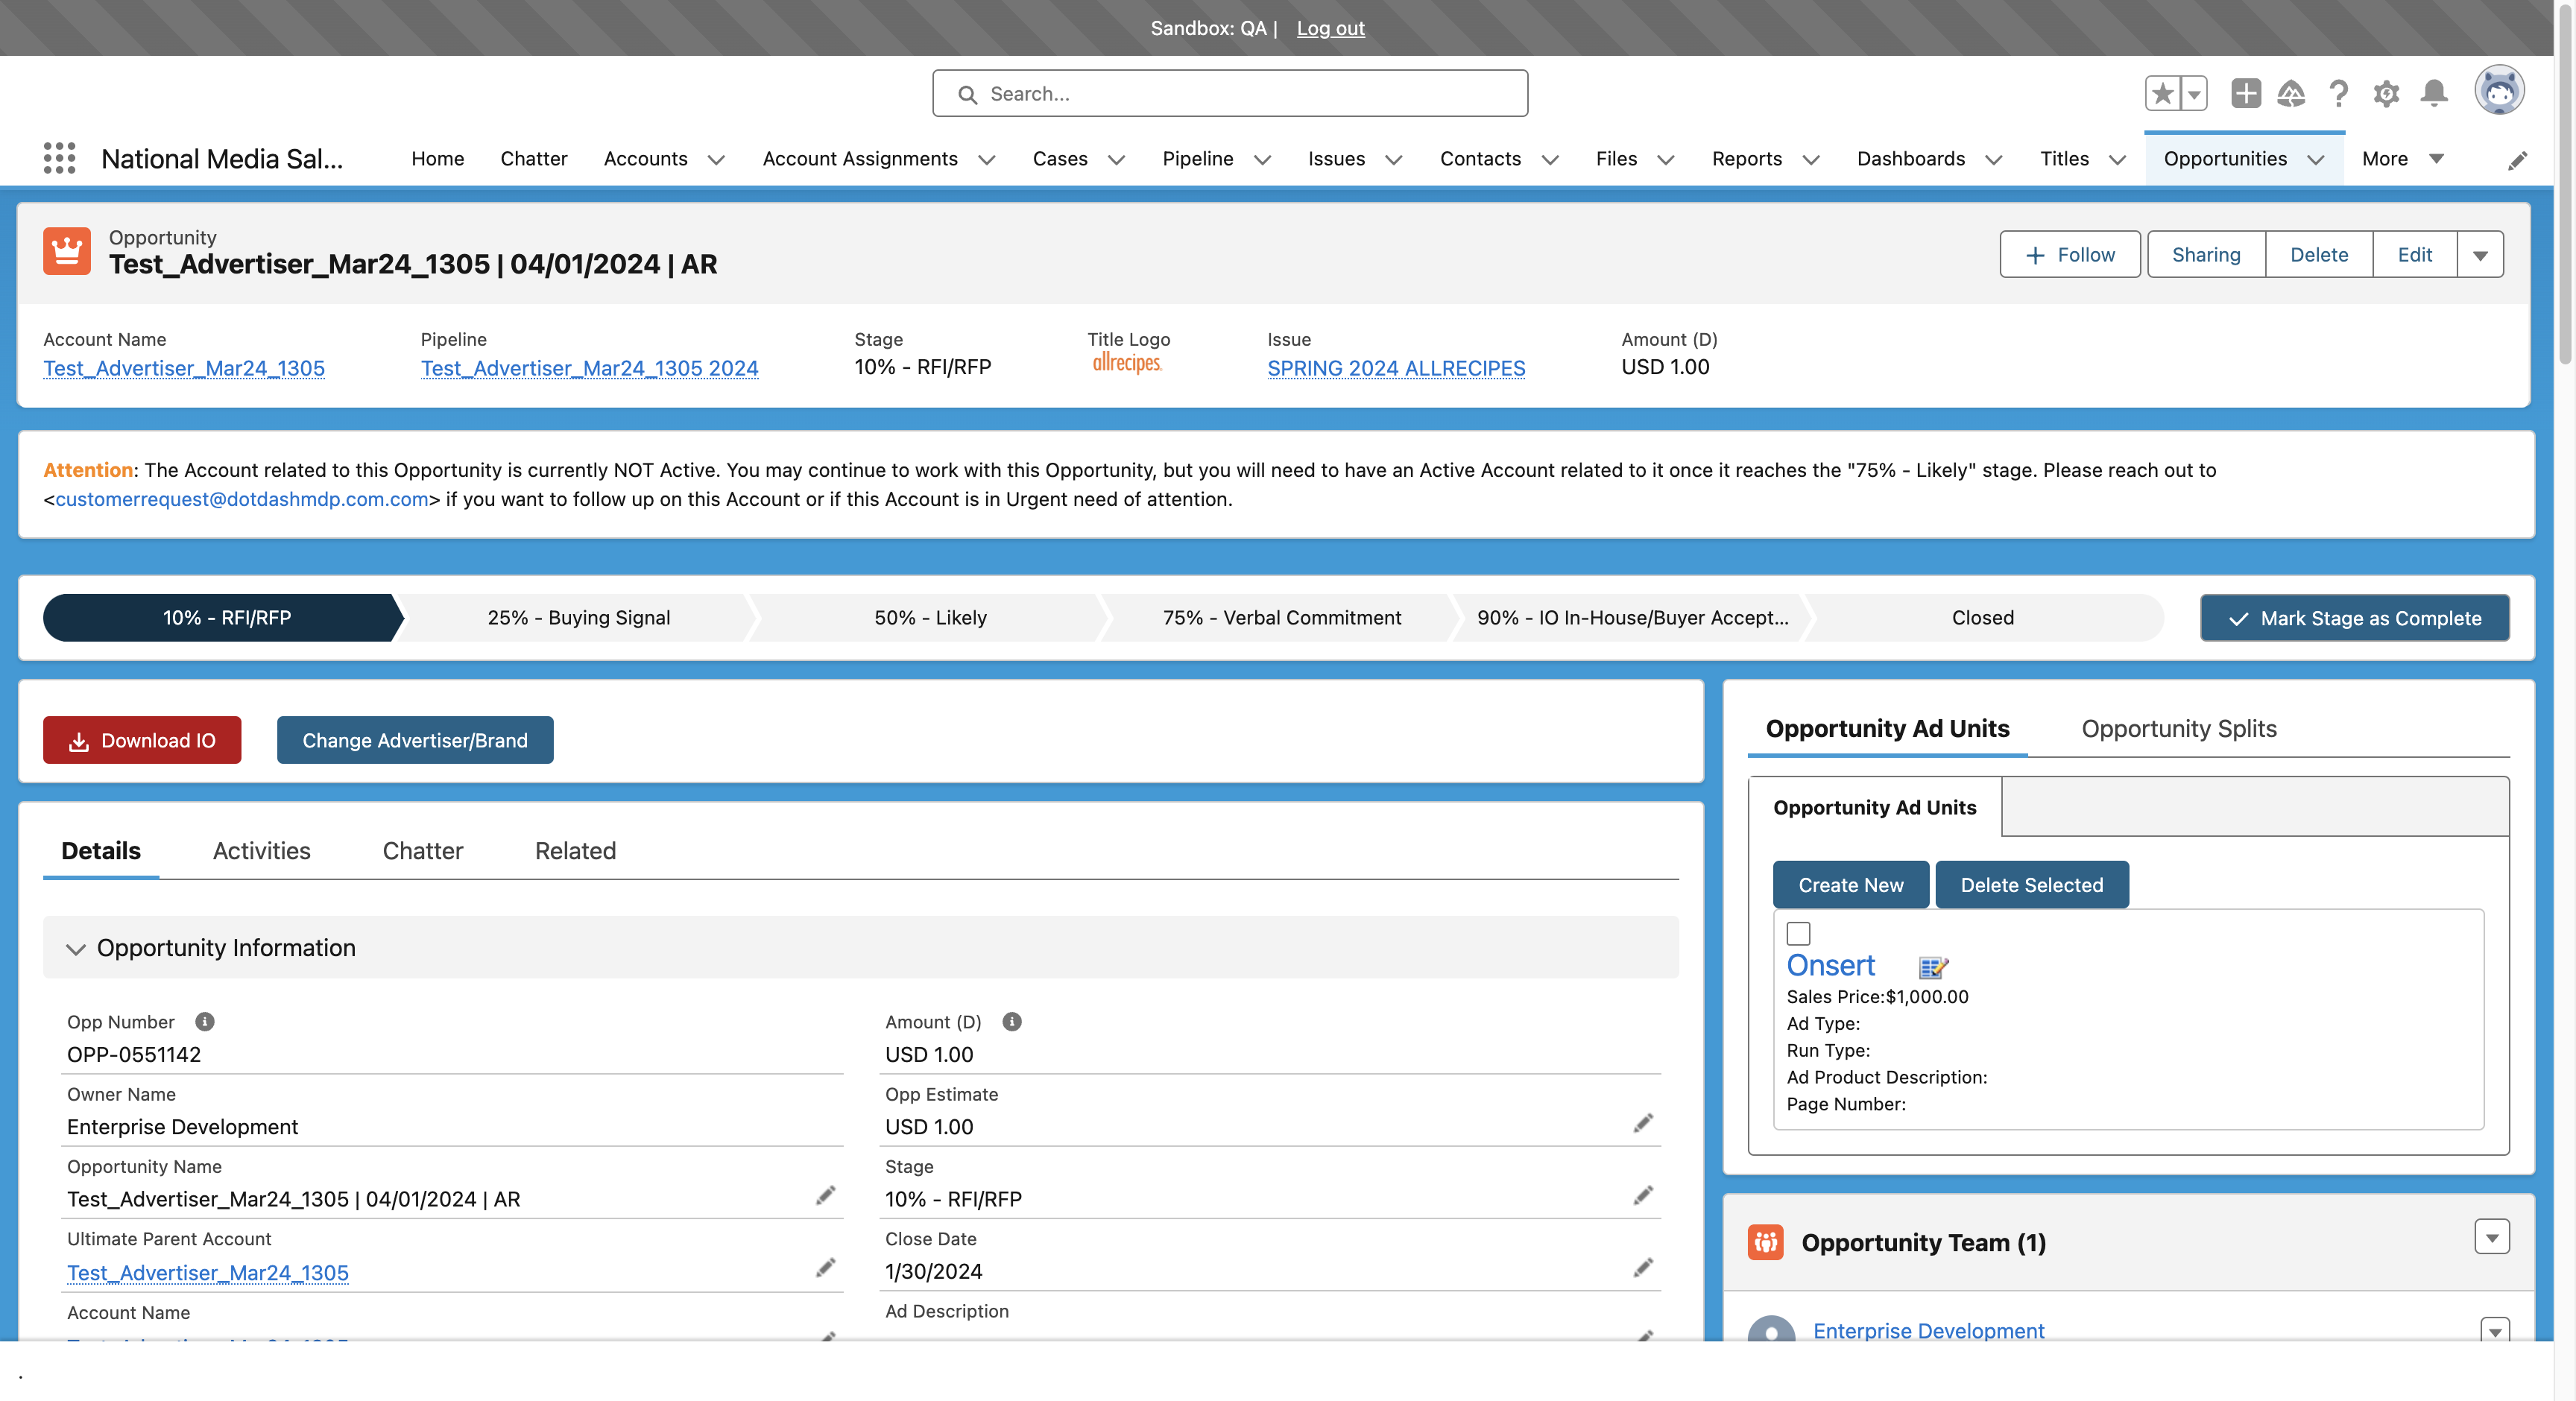 Sandbox: QA | Log out
Search...
National Media Sal...
Home
Chatter
Accounts
Account Assignments
Cases
Pipeline
Issues
Contacts
Files
Reports
Dashboards
Titles
Opportunities
More
Opportunity
Test_Advertiser_Mar24_1305 | 04/01/2024 | AR
Follow
Sharing
Delete
Edit
Account Name
Test_Advertiser_Mar24_1305
Pipeline
Test_Advertiser_Mar24_1305 2024
Stage
10% - RFI/RFP
Title Logo
allrecipes.
Issue
SPRING 2024 ALLRECIPES
Amount (D)
USD 1.00
Attention: The Account related to this Opportunity is currently NOT Active. You may continue to work with this Opportunity, but you will need to have an Active Account related to it once it reaches the "75% - Likely" stage. Please reach out to
<customerrequest@dotdashmdp.com.com> if you want to follow up on this Account or if this Account is in Urgent need of attention.
10% - RFI/RFP
25% - Buying Signal
50% - Likely
75% - Verbal Commitment
90% - IO In-House/Buyer Accept...
Closed
Mark Stage as Complete
Download IO
Change Advertiser/Brand
Details
Activities
Chatter
Related
Opportunity Information
Opp Number
OPP-0551142
Owner Name
Enterprise Development
Opportunity Name
Test_Advertiser_Mar24_1305 | 04/01/2024 | AR
Ultimate Parent Account
Test_Advertiser_Mar24_1305
Account Name
Amount (D)
USD 1.00
Opp Estimate
USD 1.00
Stage
10% - RFI/RFP
Close Date
1/30/2024
Ad Description
Opportunity Ad Units
Opportunity Splits
Opportunity Ad Units
Create New
Delete Selected
Onsert
Sales Price:$1,000.00
Ad Type:
Run Type:
Ad Product Description:
Page Number:
Opportunity Team (1)
Enterprise Development
.